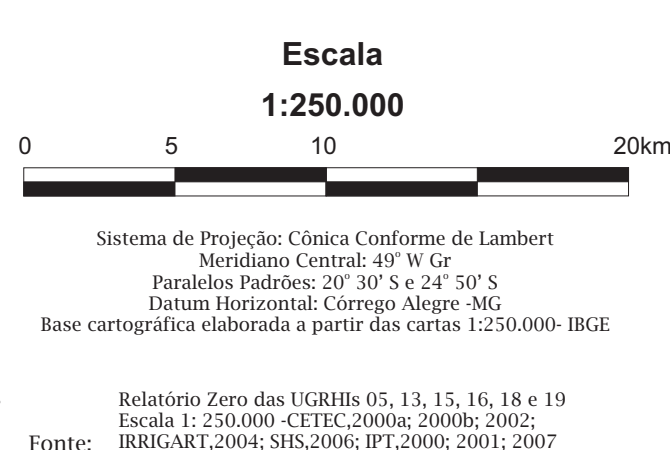 Escala
1:250.000
0 5 10 20km
Sistema de Projeção: Cônica Conforme de Lambert
Meridiano Central: 49° W Gr
Paralelos Padrões: 20° 30’ S e 24° 50’ S
Datum Horizontal: Córrego Alegre -MG
Base cartográfica elaborada a partir das cartas 1:250.000- IBGE
Relatório Zero das UGRHIs 05, 13, 15, 16, 18 e 19
Escala 1: 250.000 -CETEC,2000a; 2000b; 2002;
Fonte: IRRIGART,2004; SHS,2006; IPT,2000; 2001; 2007